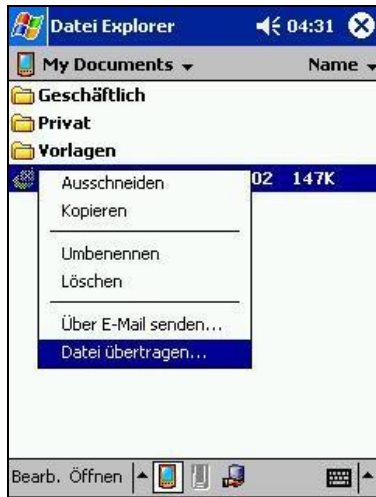 Datei Explorer 04:31
My Documents Name
Geschäftlich
Privat
Vorlagen
02 147K
Ausschneiden
Kopieren
Umbenennen
Löschen
Über E-Mail senden...
Datei übertragen...
Bearb. Öffnen